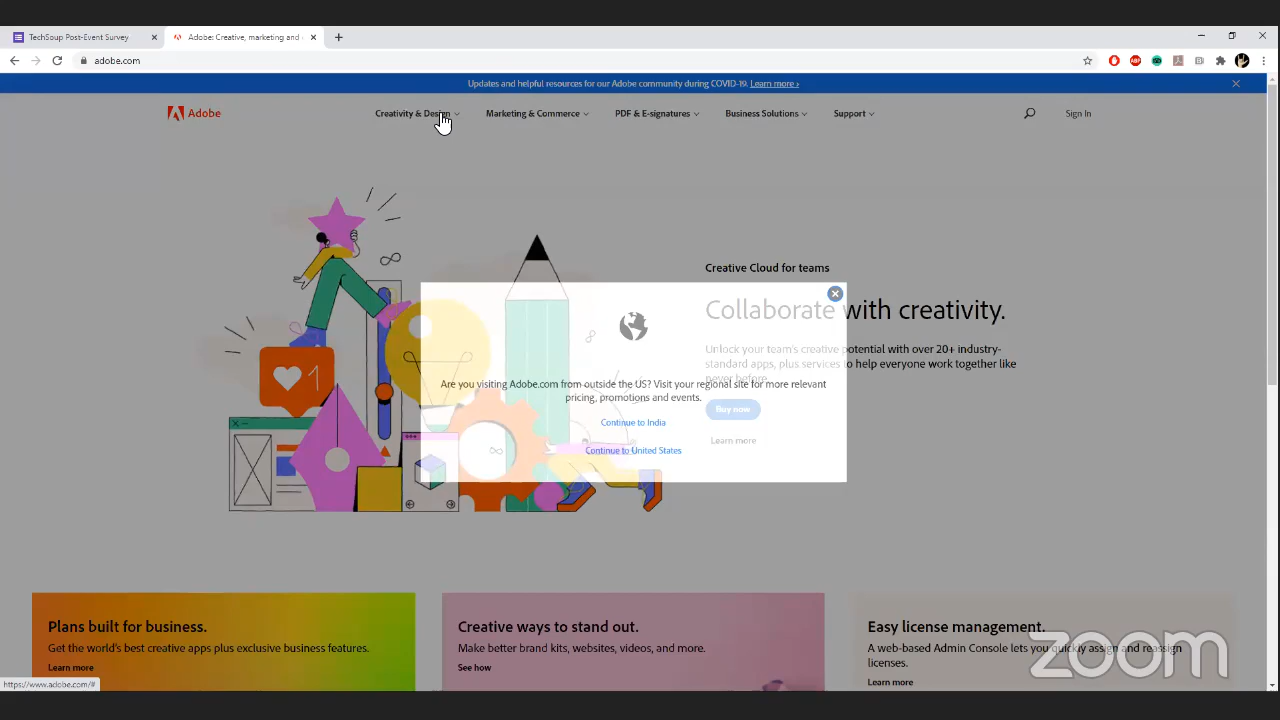 TechSoup Post-Event Survey
Adobe: Creative, marketing and
adobe.com
Updates and helpful resources for our Adobe community during COVID-19. Learn more ›
Adobe
Creativity & Design
Marketing & Commerce
PDF & E-signatures
Business Solutions
Support
Sign In
Creative Cloud for teams
Collaborate with creativity.
Unlock your team's creative potential with over 20+ industry-
standard apps, plus services to help everyone work together like
never before.
Buy now
Learn more
Are you visiting Adobe.com from outside the US? Visit your regional site for more relevant
pricing, promotions and events.
Continue to India
Continue to United States
1
Plans built for business.
Get the world's best creative apps plus exclusive business features.
Learn more
Creative ways to stand out.
Make better brand kits, websites, videos, and more.
See how
Easy license management.
A web-based Admin Console lets you quickly assign and reassign
licenses.
Learn more
https://www.adobe.com/#
zoom